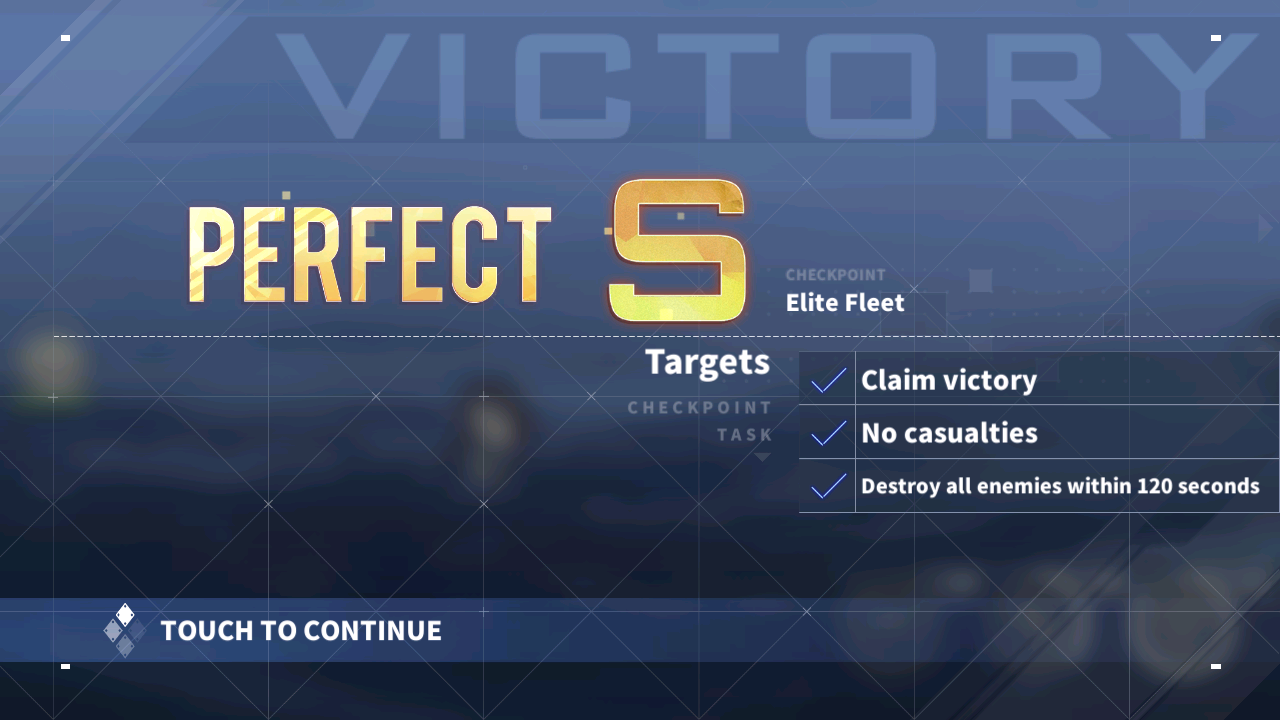 VICTORY
PERFECT S
CHECKPOINT
Elite Fleet
Targets
CHECKPOINT
TASK
Claim victory
No casualties
Destroy all enemies within 120 seconds
TOUCH TO CONTINUE